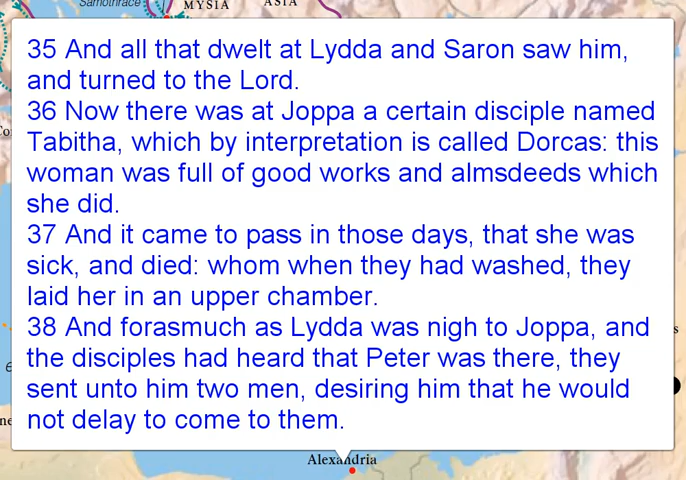 Samothrace
MYSIA
ASIA
35 And all that dwelt at Lydda and Saron saw him,
and turned to the Lord.
36 Now there was at Joppa a certain disciple named
Tabitha, which by interpretation is called Dorcas: this
woman was full of good works and almsdeeds which
she did.
37 And it came to pass in those days, that she was
sick, and died: whom when they had washed, they
laid her in an upper chamber.
38 And forasmuch as Lydda was nigh to Joppa, and
the disciples had heard that Peter was there, they
sent unto him two men, desiring him that he would
not delay to come to them.
Alexandria